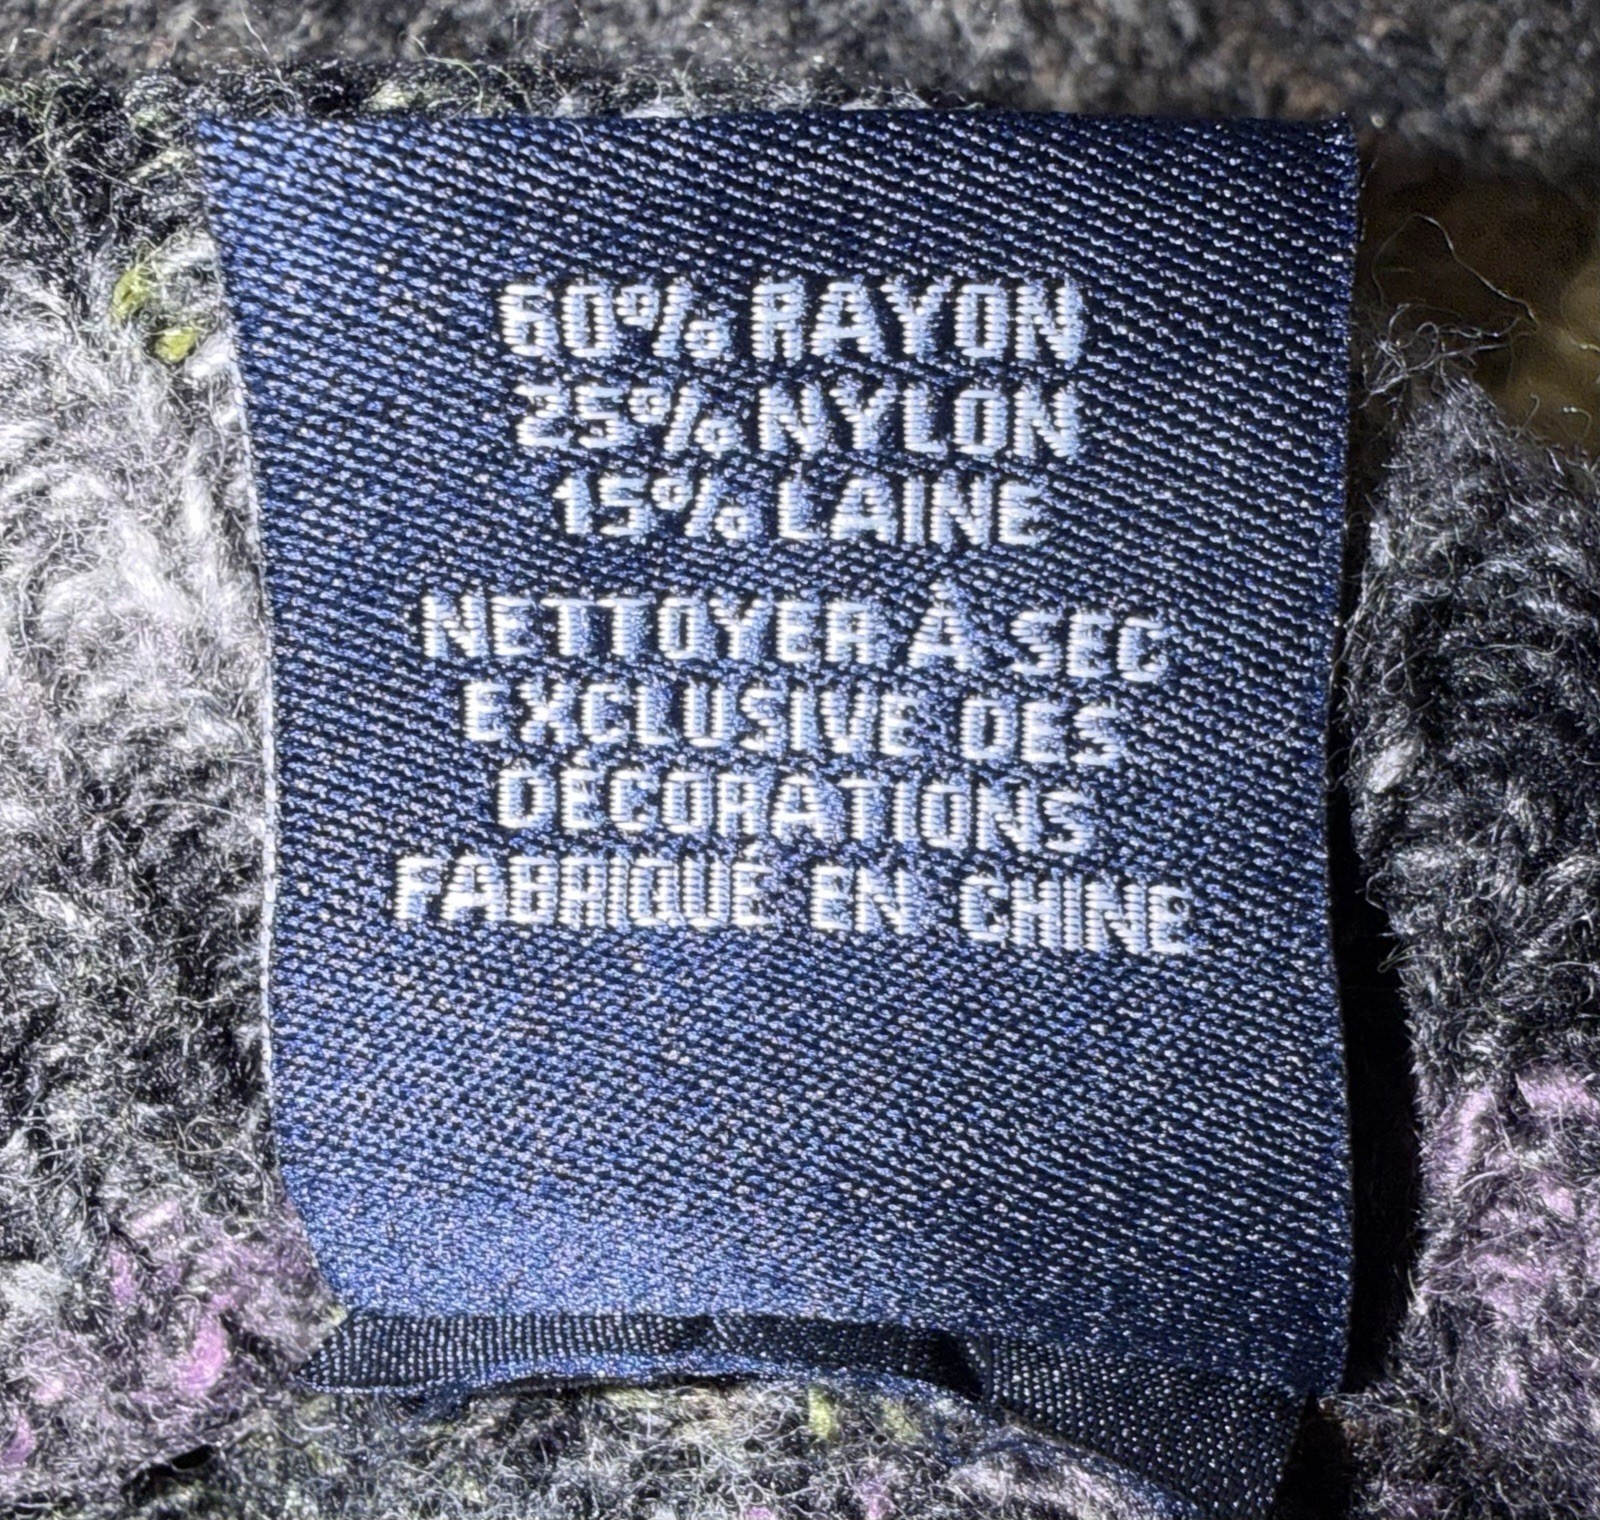 60% RAYON
25% NYLON
15% LAINE
NETTOYER À SEC
EXCLUSIVE DES
DÉCORATIONS
FABRIQUÉ EN CHINE